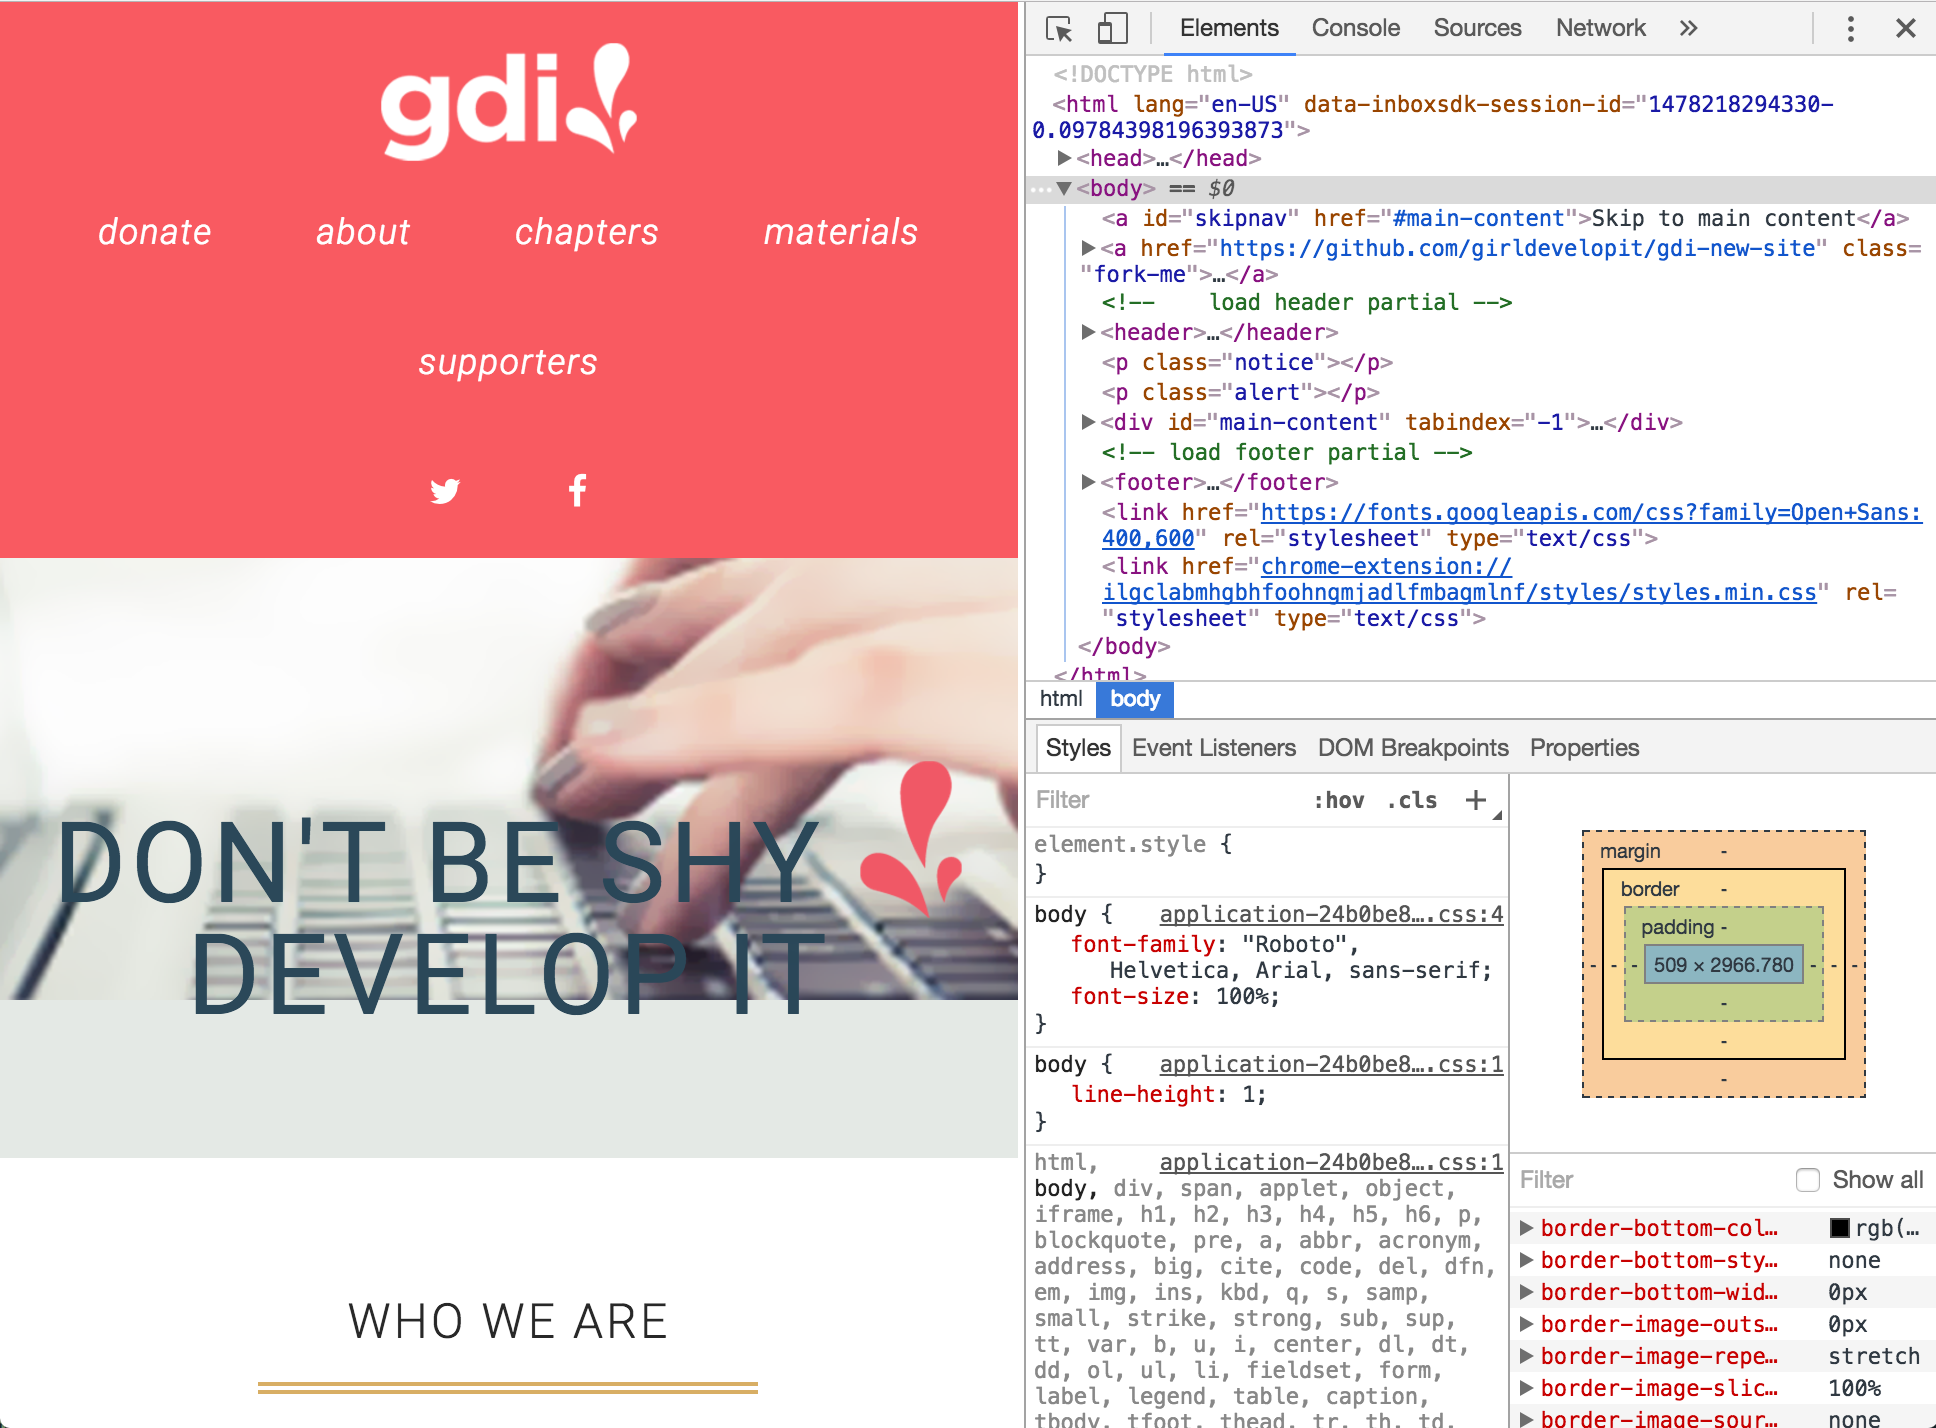 gdi
donate about chapters materials
supporters
DON'T BE SHY
DEVELOP IT
WHO WE ARE
Elements Console Sources Network »
<!DOCTYPE html>
<html lang="en-US" data-inboxsdk-session-id="1478218294330-
0.09784398196393873">
▶<head>…</head>
…▼<body> == $0
<a id="skipnav" href="#main-content">Skip to main content</a>
▶<a href="https://github.com/girldevelopit/gdi-new-site" class=
"fork-me">…</a>
<!--    load header partial -->
▶<header>…</header>
<p class="notice"></p>
<p class="alert"></p>
▶<div id="main-content" tabindex="-1">…</div>
<!-- load footer partial -->
▶<footer>…</footer>
<link href="https://fonts.googleapis.com/css?family=Open+Sans:
400,600" rel="stylesheet" type="text/css">
<link href="chrome-extension://
ilgclabmhgbhfoohngmjadlfmbagmlnf/styles/styles.min.css" rel=
"stylesheet" type="text/css">
</body>
</html>
html body
Styles Event Listeners DOM Breakpoints Properties
Filter :hov .cls +
element.style {
}
body { application-24b0be8….css:4
font-family: "Roboto",
Helvetica, Arial, sans-serif;
font-size: 100%;
}
body { application-24b0be8….css:1
line-height: 1;
}
html, application-24b0be8….css:1
body, div, span, applet, object,
iframe, h1, h2, h3, h4, h5, h6, p,
blockquote, pre, a, abbr, acronym,
address, big, cite, code, del, dfn,
em, img, ins, kbd, q, s, samp,
small, strike, strong, sub, sup,
tt, var, b, u, i, center, dl, dt,
dd, ol, ul, li, fieldset, form,
label, legend, table, caption,
tbody, tfoot, thead, tr, th, td,
margin -
border -
padding -
- - - 509 × 2966.780 - - -
-
-
-
Filter Show all
▶ border-bottom-col… rgb(…
▶ border-bottom-sty… none
▶ border-bottom-wid… 0px
▶ border-image-outs… 0px
▶ border-image-repe… stretch
▶ border-image-slic… 100%
▶ border-image-sour… none